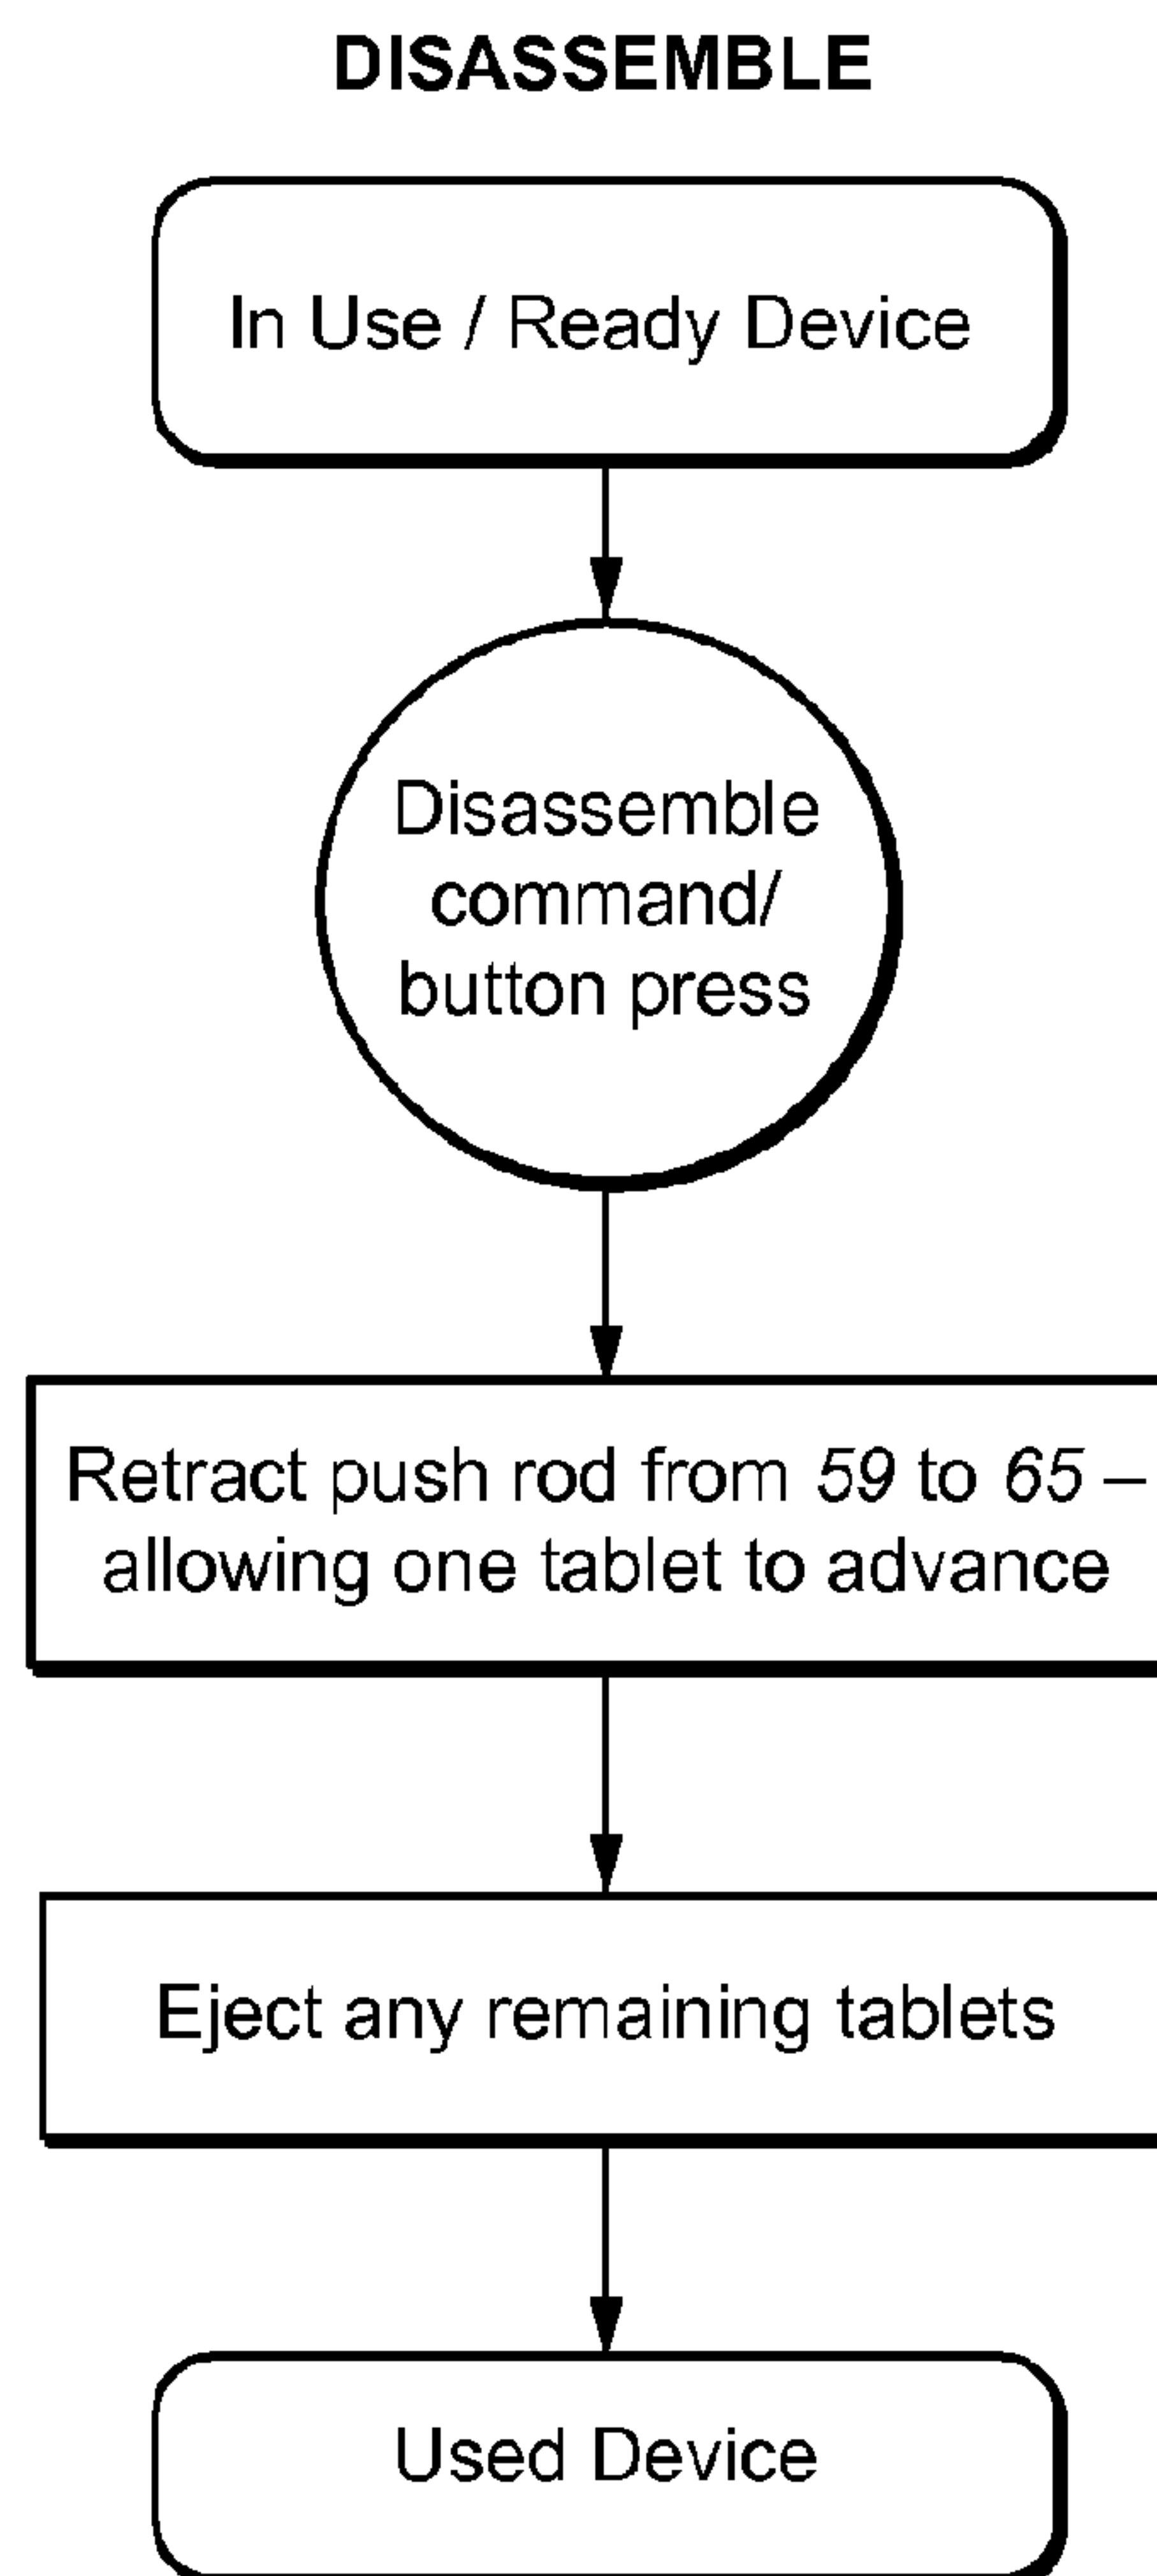 DISASSEMBLE
In Use / Ready Device
Disassemble
command/
button press
Retract push rod from 59 to 65 –
allowing one tablet to advance
Eject any remaining tablets
Used Device